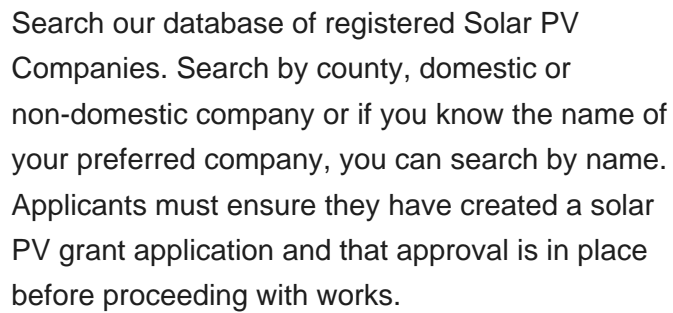 Search our database of registered Solar PV
Companies. Search by county, domestic or
non-domestic company or if you know the name of
your preferred company, you can search by name.
Applicants must ensure they have created a solar
PV grant application and that approval is in place
before proceeding with works.